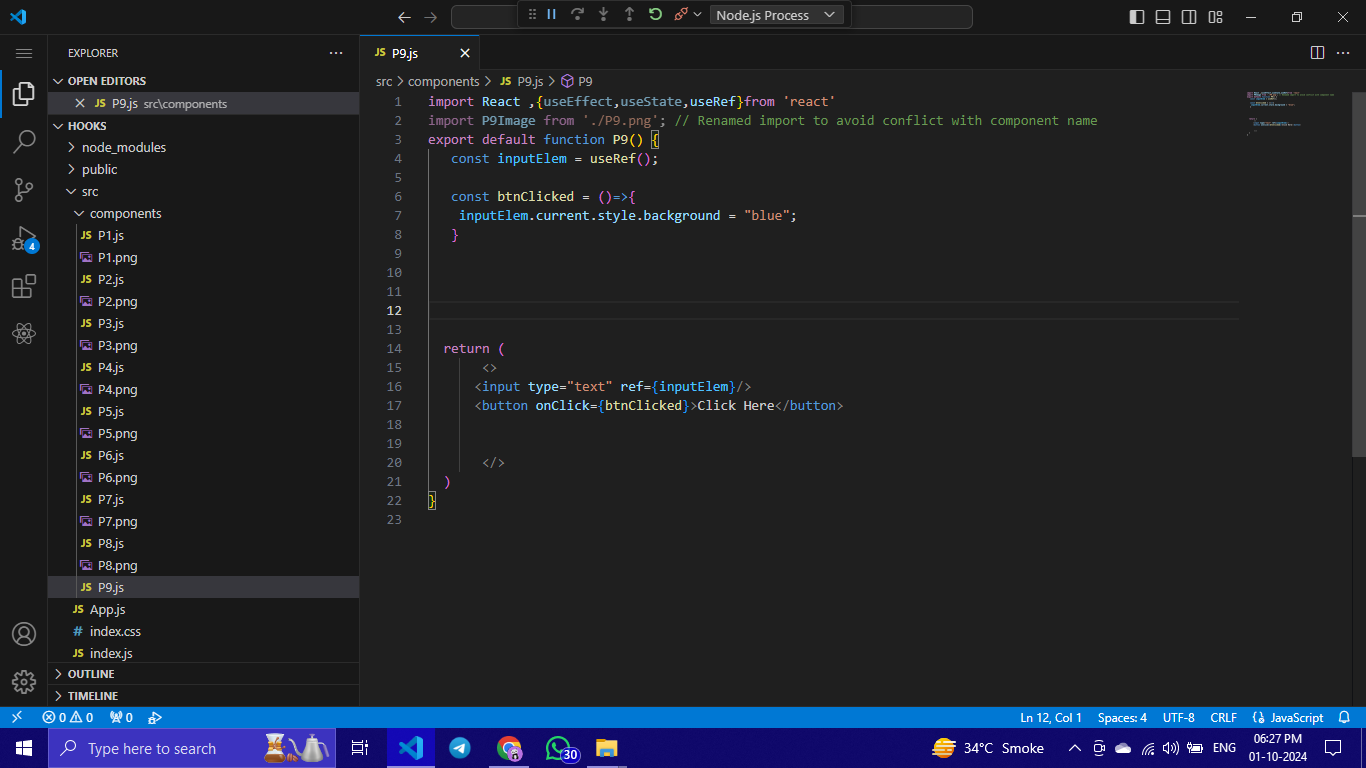 Node.js Process
EXPLORER
OPEN EDITORS
JS P9.js src\components
HOOKS
node_modules
public
src
components
JS P1.js
P1.png
JS P2.js
P2.png
JS P3.js
P3.png
JS P4.js
P4.png
JS P5.js
P5.png
JS P6.js
P6.png
JS P7.js
P7.png
JS P8.js
P8.png
JS P9.js
JS App.js
# index.css
JS index.js
OUTLINE
TIMELINE
4
JS P9.js
src > components > JS P9.js > P9
1 import React ,{useEffect,useState,useRef}from 'react'
2 import P9Image from './P9.png'; // Renamed import to avoid conflict with component name
3 export default function P9() {
4 const inputElem = useRef();
5
6 const btnClicked = ()=>{
7 inputElem.current.style.background = "blue";
8 }
9
10
11
12
13
14 return (
15 <>
16 <input type="text" ref={inputElem}/>
17 <button onClick={btnClicked}>Click Here</button>
18
19
20 </>
21 )
22 }
23
0 0 0 Ln 12, Col 1 Spaces: 4 UTF-8 CRLF {} JavaScript
Type here to search 30 34°C Smoke ENG 06:27 PM
01-10-2024